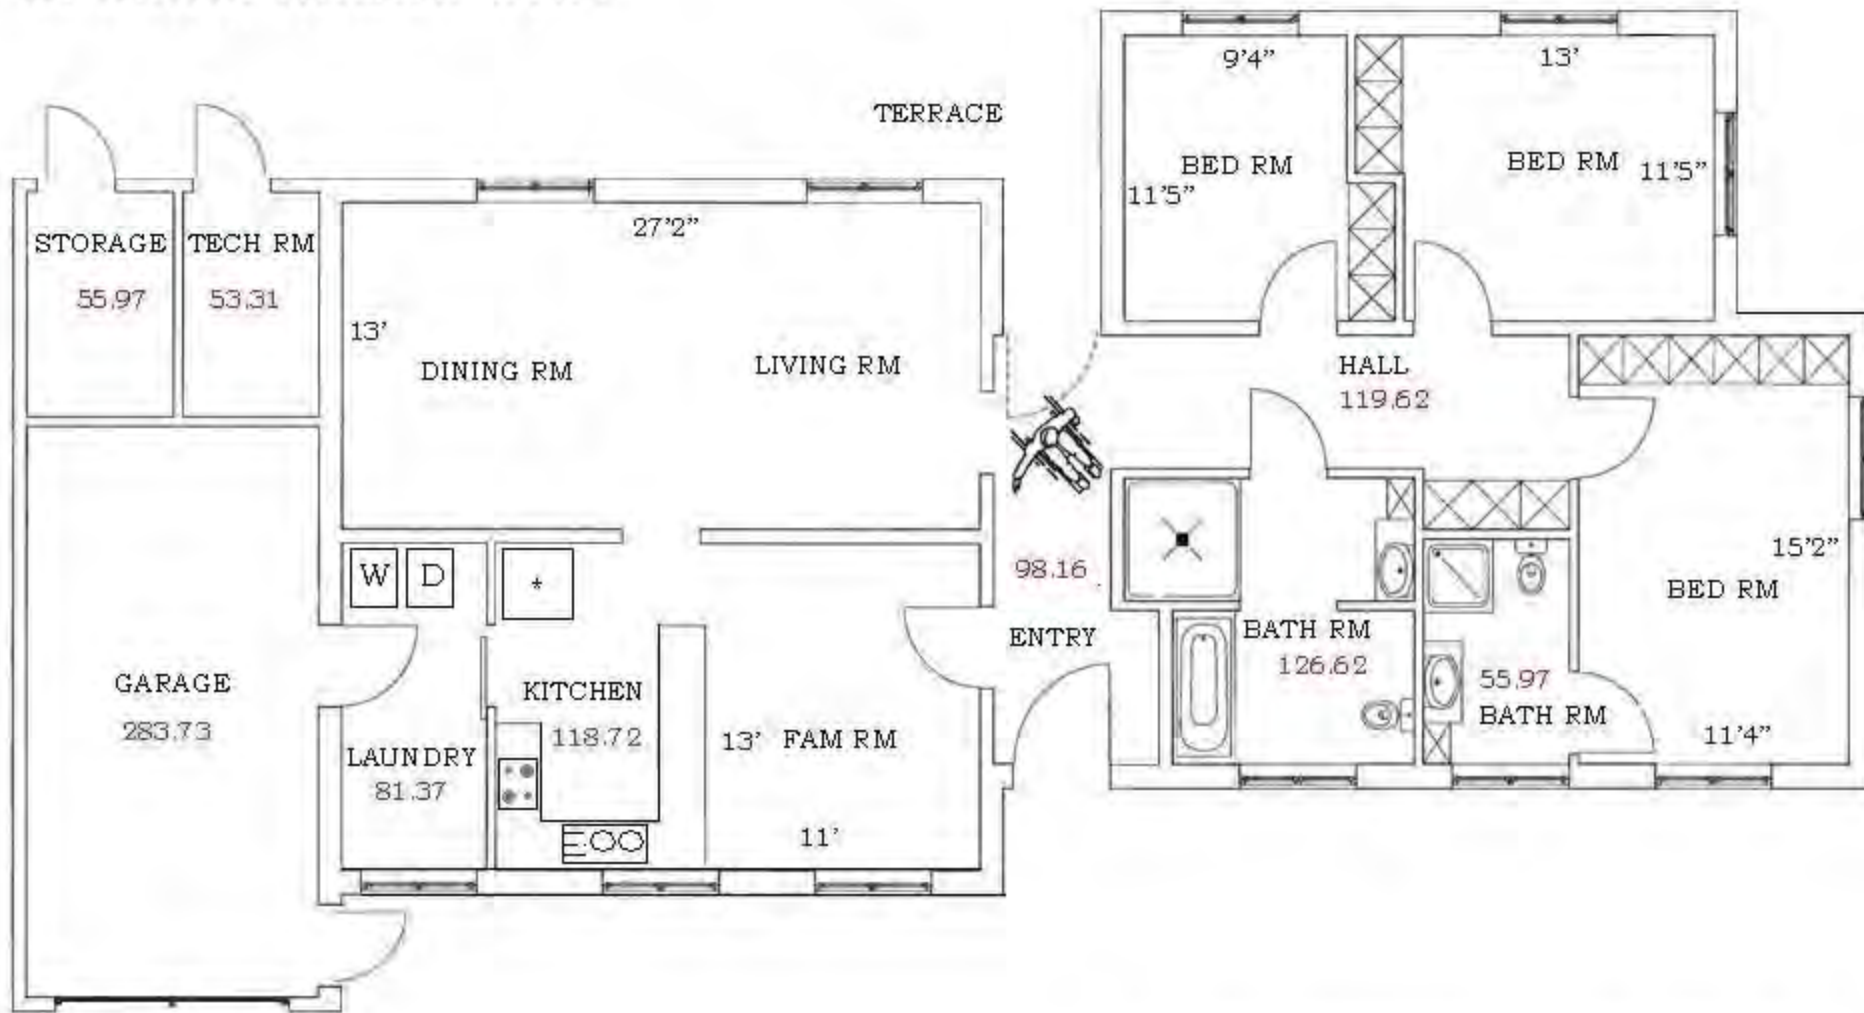 9'4"
13'
TERRACE
BED RM
11'5"
BED RM
11'5"
27'2"
STORAGE
55.97
TECH RM
53.31
13'
DINING RM
LIVING RM
HALL
119.62
W
D
98.16
15'2"
BED RM
ENTRY
BATH RM
126.62
GARAGE
283.73
KITCHEN
118.72
55.97
BATH RM
13'
FAM RM
11'4"
LAUNDRY
81.37
11'